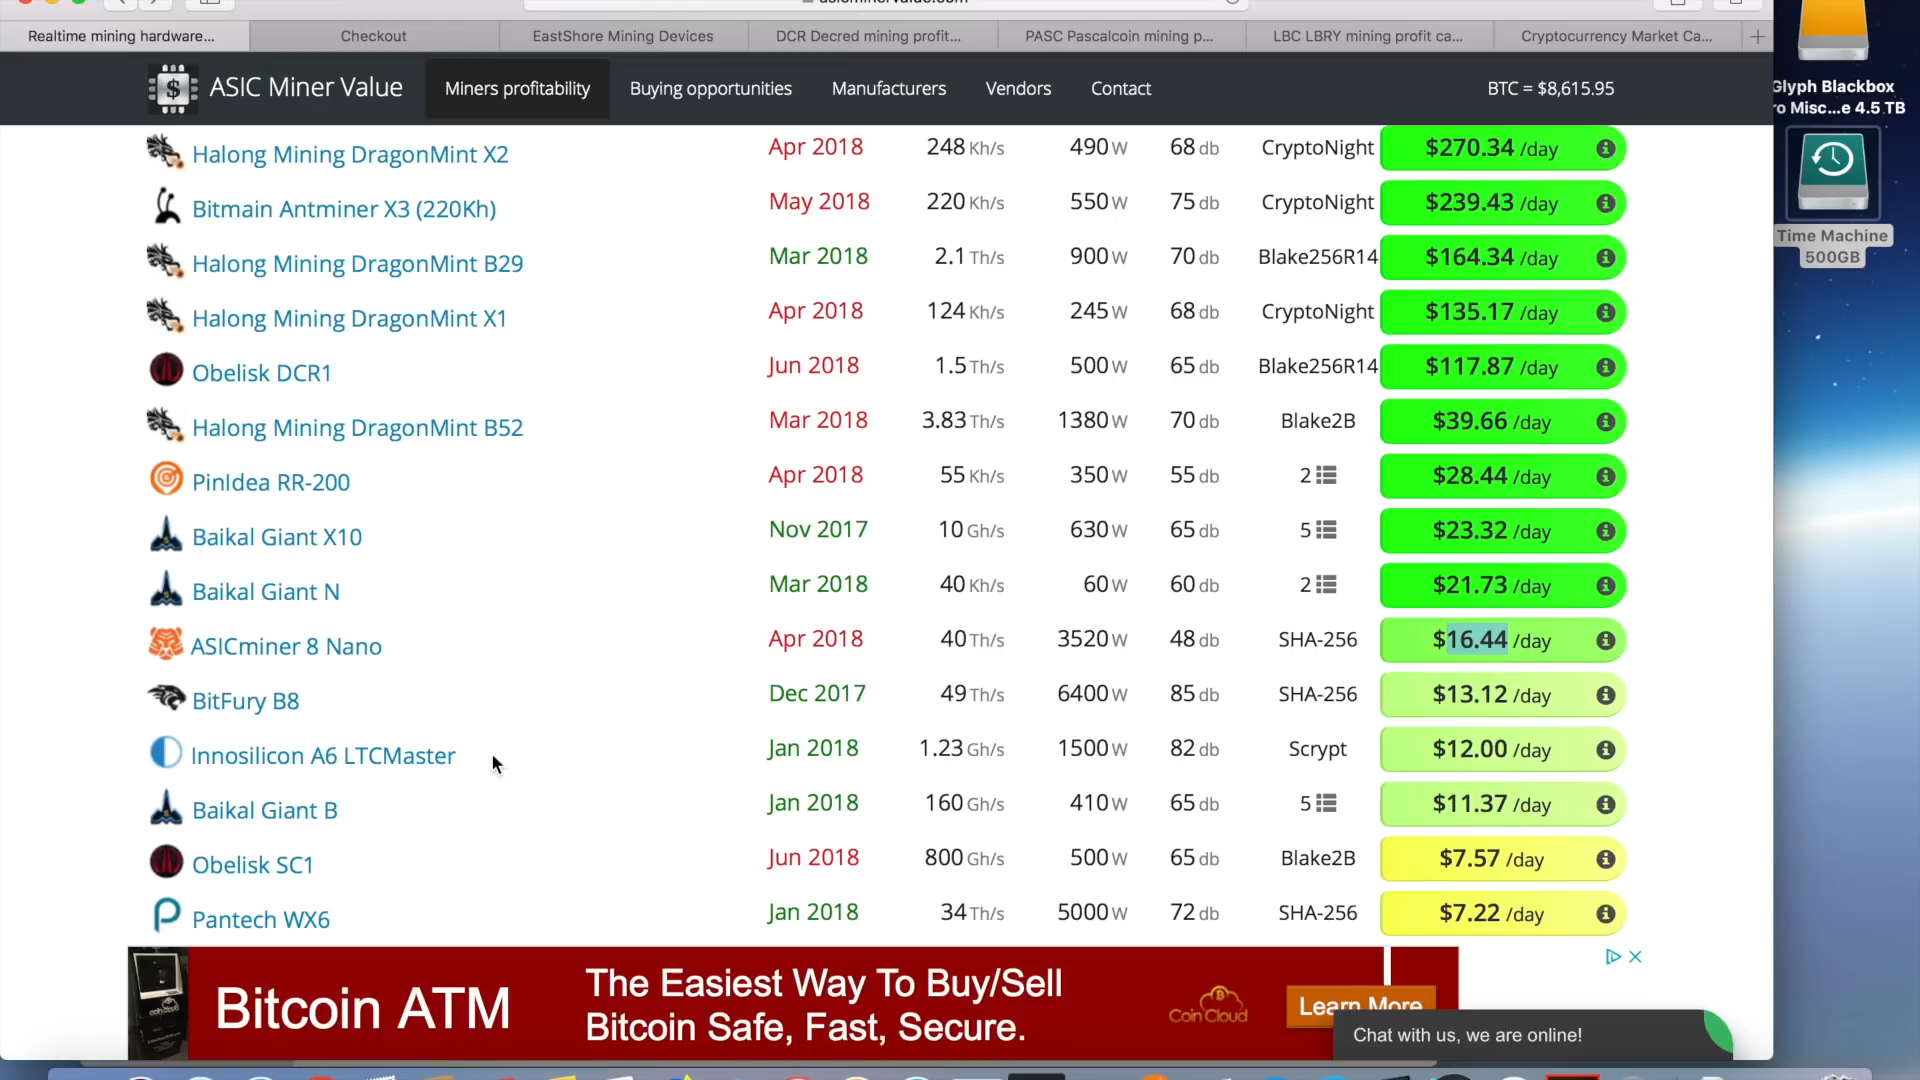 Realtime mining hardware...
Checkout
EastShore Mining Devices
DCR Decred mining profit...
PASC Pascalcoin mining p...
LBC LBRY mining profit ca...
Cryptocurrency Market Ca...
Glyph Blackbox
ro Misc...e 4.5 TB
Time Machine
500GB
ASIC Miner Value
Miners profitability
Buying opportunities
Manufacturers
Vendors
Contact
BTC = $8,615.95
Halong Mining DragonMint X2 Apr 2018 248 Kh/s 490 W 68 db CryptoNight $270.34 /day
Bitmain Antminer X3 (220Kh) May 2018 220 Kh/s 550 W 75 db CryptoNight $239.43 /day
Halong Mining DragonMint B29 Mar 2018 2.1 Th/s 900 W 70 db Blake256R14 $164.34 /day
Halong Mining DragonMint X1 Apr 2018 124 Kh/s 245 W 68 db CryptoNight $135.17 /day
Obelisk DCR1 Jun 2018 1.5 Th/s 500 W 65 db Blake256R14 $117.87 /day
Halong Mining DragonMint B52 Mar 2018 3.83 Th/s 1380 W 70 db Blake2B $39.66 /day
PinIdea RR-200 Apr 2018 55 Kh/s 350 W 55 db 2 $28.44 /day
Baikal Giant X10 Nov 2017 10 Gh/s 630 W 65 db 5 $23.32 /day
Baikal Giant N Mar 2018 40 Kh/s 60 W 60 db 2 $21.73 /day
ASICminer 8 Nano Apr 2018 40 Th/s 3520 W 48 db SHA-256 $16.44 /day
BitFury B8 Dec 2017 49 Th/s 6400 W 85 db SHA-256 $13.12 /day
Innosilicon A6 LTCMaster Jan 2018 1.23 Gh/s 1500 W 82 db Scrypt $12.00 /day
Baikal Giant B Jan 2018 160 Gh/s 410 W 65 db 5 $11.37 /day
Obelisk SC1 Jun 2018 800 Gh/s 500 W 65 db Blake2B $7.57 /day
Pantech WX6 Jan 2018 34 Th/s 5000 W 72 db SHA-256 $7.22 /day
Bitcoin ATM
The Easiest Way To Buy/Sell
Bitcoin Safe, Fast, Secure.
CoinCloud
Learn More
Chat with us, we are online!